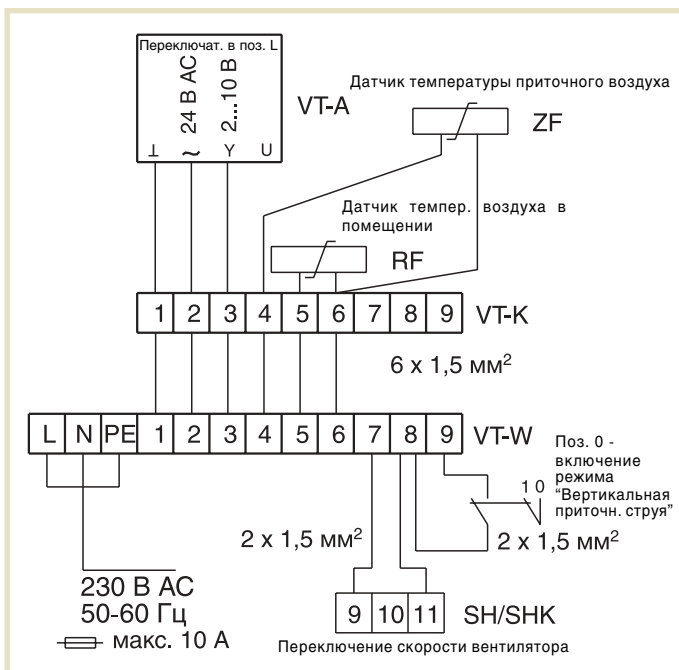 Переключат. в поз. L
24 В AC
2...10 В
⊥ ~ Y U
VT-A
Датчик температуры приточного воздуха
ZF
Датчик темпер. воздуха в
помещении
RF
1 2 3 4 5 6 7 8 9 VT-K
6 x 1,5 мм²
L N PE 1 2 3 4 5 6 7 8 9 VT-W
Поз. 0 -
включение
режима
“Вертикальная
приточн. струя”
1 0
2 x 1,5 мм²
2 x 1,5 мм²
230 В AC
50-60 Гц
макс. 10 А
9 10 11 SH/SHK
Переключение скорости вентилятора